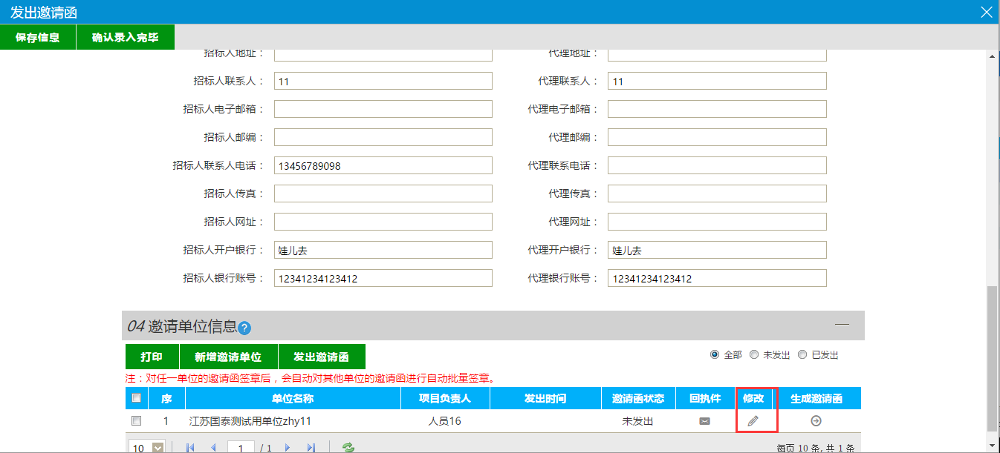 发出邀请函
保存信息 确认录入完毕
招标人地址： 代理地址：
招标人联系人： 11 代理联系人： 11
招标人电子邮箱： 代理电子邮箱：
招标人邮编： 代理邮编：
招标人联系人电话： 13456789098 代理联系电话：
招标人传真： 代理传真：
招标人网址： 代理网址：
招标人开户银行： 娃儿去 代理开户银行： 娃儿去
招标人银行账号： 12341234123412 代理银行账号： 12341234123412
04 邀请单位信息 ?
打印 新增邀请单位 发出邀请函 全部 未发出 已发出
注：对任一单位的邀请函签章后，会自动对其他单位的邀请函进行自动批量签章。
序 单位名称 项目负责人 发出时间 邀请函状态 回执件 修改 生成邀请函
1 江苏国泰测试用单位zhy11 人员16 未发出
10 1 / 1 每页 10 条, 共 1 条